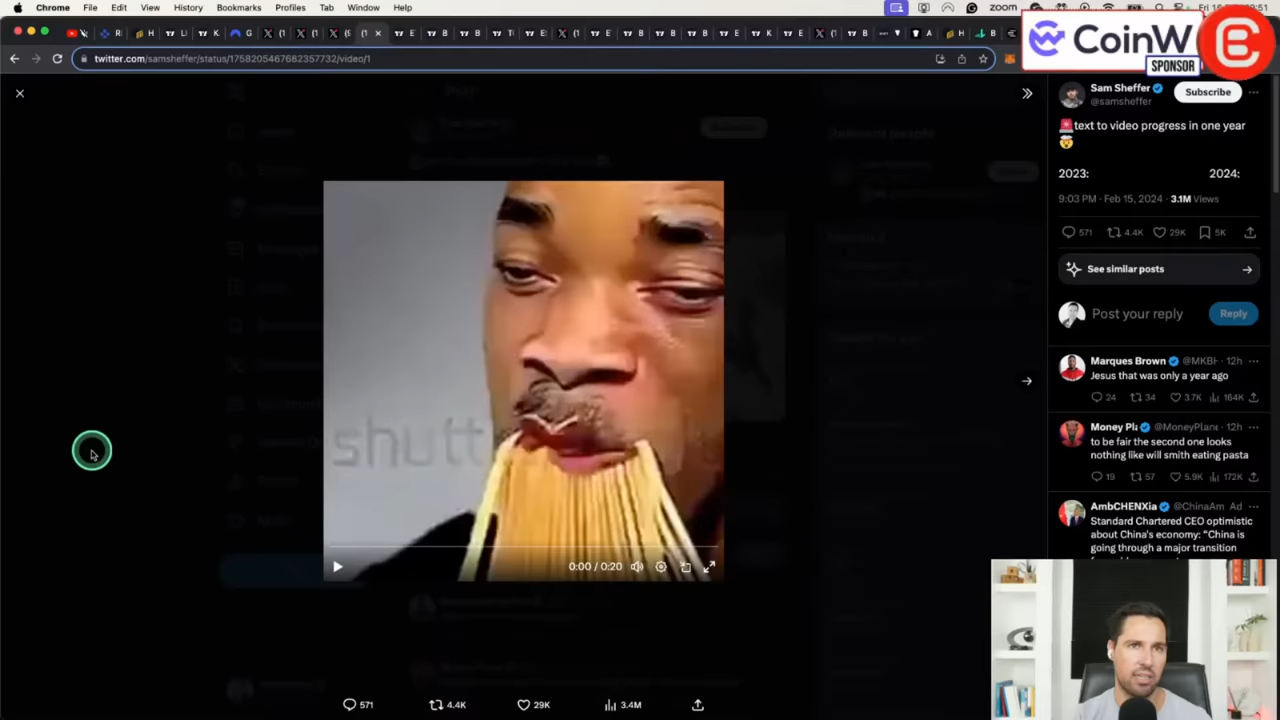 Chrome File Edit View History Bookmarks Profiles Tab Window Help
zoom
Fri 16
9:51
CoinW
SPONSOR
twitter.com/samsheffer/status/1758205467682357732/video/1
Sam Sheffer
@samsheffer
Subscribe
🚨text to video progress in one year
🤯
2023: 2024:
9:03 PM · Feb 15, 2024 · 3.1M Views
571 4.4K 29K 5K
See similar posts
Post your reply
Reply
Marques Brown @MKBH · 12h
Jesus that was only a year ago
24 34 3.7K 164K
Money Pl @MoneyPlane · 12h
to be fair the second one looks
nothing like will smith eating pasta
19 57 5.9K 172K
AmbCHENXia @ChinaAm Ad
Standard Chartered CEO optimistic
about China's economy: "China is
going through a major transition
shutt
0:00 / 0:20
571 4.4K 29K 3.4M